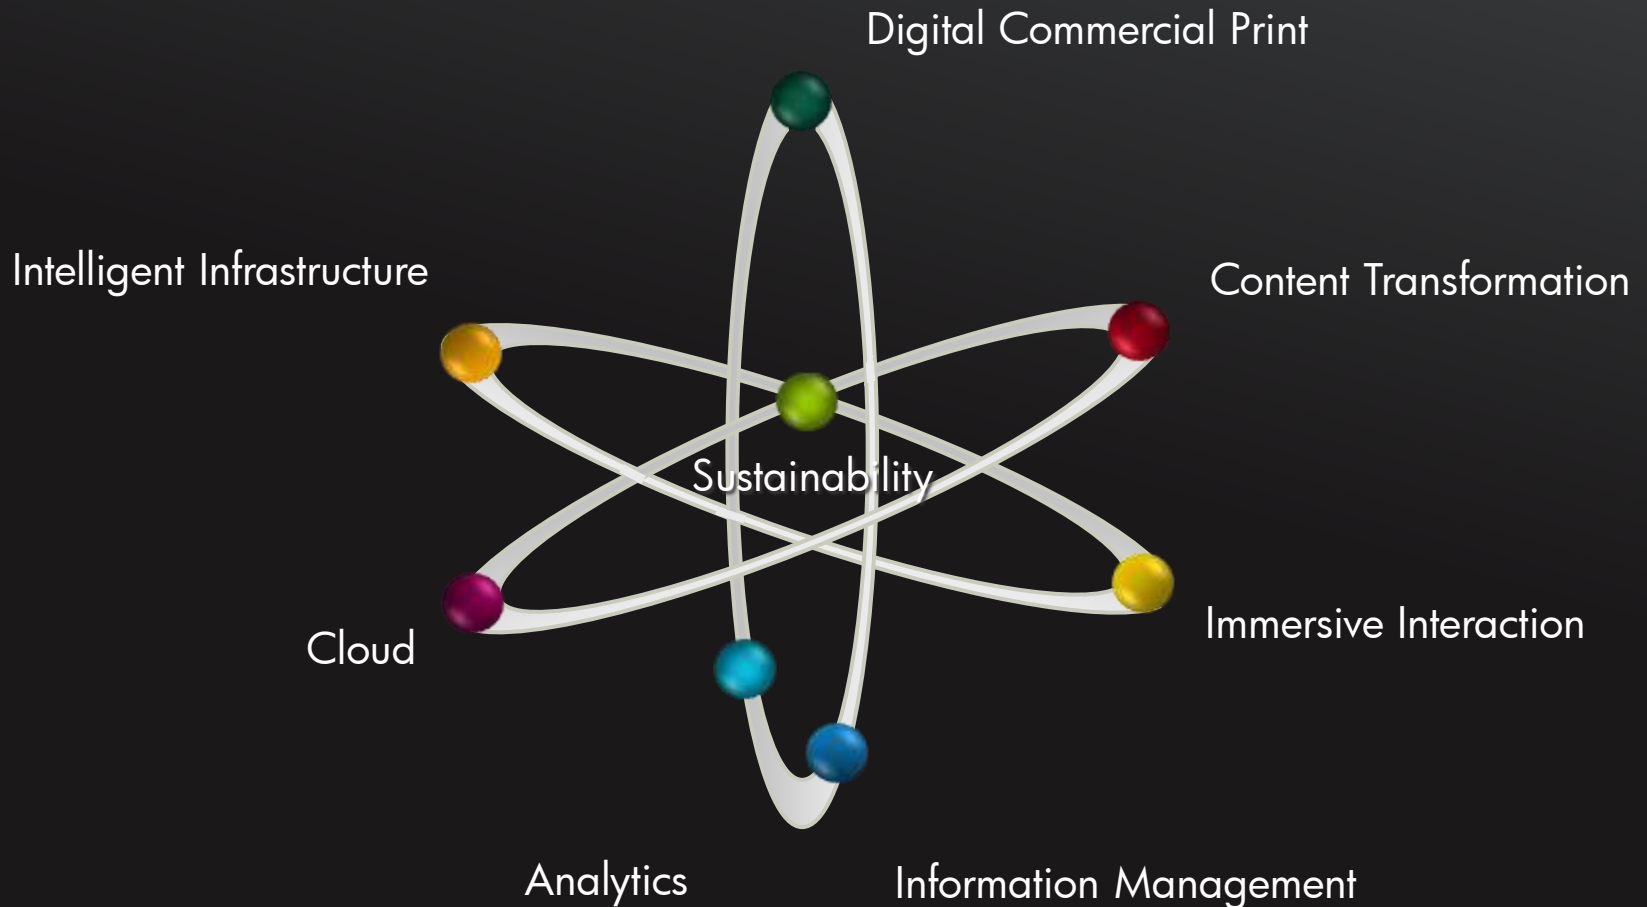 Digital Commercial Print
Intelligent Infrastructure
Content Transformation
Sustainability
Immersive Interaction
Cloud
Analytics
Information Management